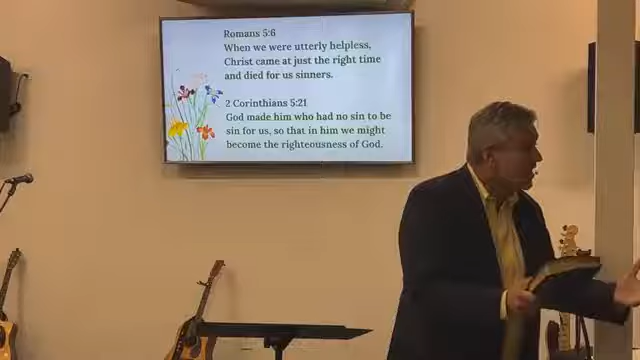 Romans 5:6
When we were utterly helpless,
Christ came at just the right time
and died for us sinners.
2 Corinthians 5:21
God made him who had no sin to be
sin for us, so that in him we might
become the righteousness of God.